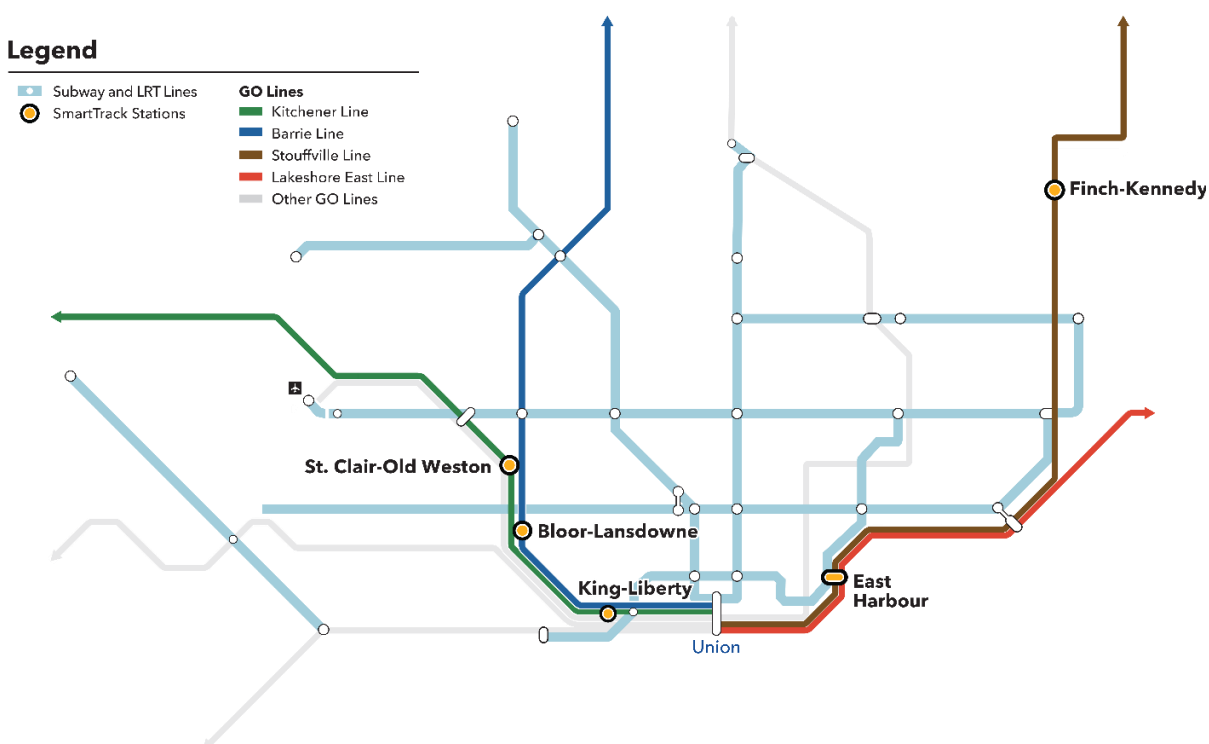 Legend
Subway and LRT Lines
SmartTrack Stations
GO Lines
Kitchener Line
Barrie Line
Stouffville Line
Lakeshore East Line
Other GO Lines
Finch-Kennedy
St. Clair-Old Weston
Bloor-Lansdowne
King-Liberty
East
Harbour
Union